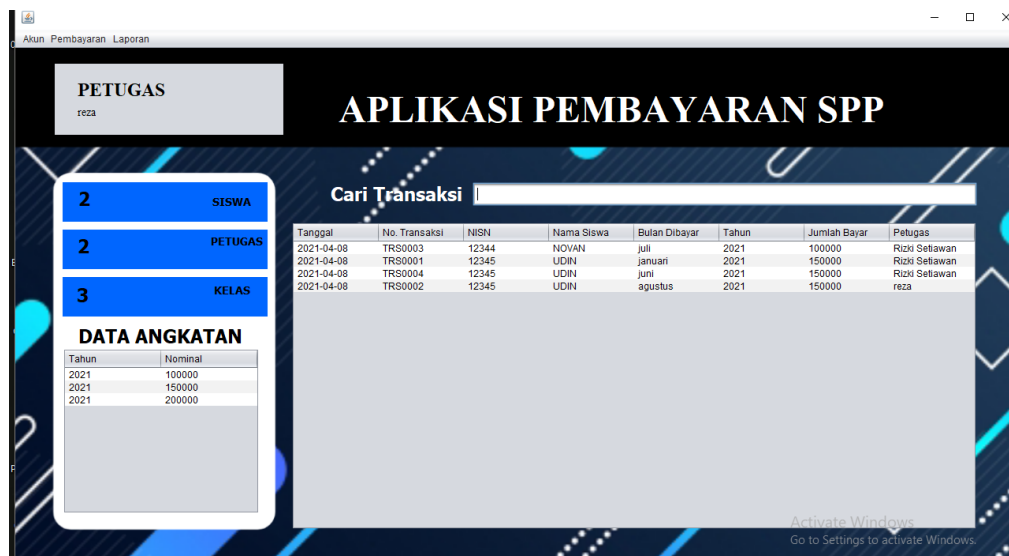 Akun Pembayaran Laporan
PETUGAS
reza
APLIKASI PEMBAYARAN SPP
2 SISWA
2 PETUGAS
3 KELAS
DATA ANGKATAN
Tahun Nominal
2021 100000
2021 150000
2021 200000
Cari Transaksi
Tanggal No. Transaksi NISN Nama Siswa Bulan Dibayar Tahun Jumlah Bayar Petugas
2021-04-08 TRS0003 12344 NOVAN juli 2021 100000 Rizki Setiawan
2021-04-08 TRS0001 12345 UDIN januari 2021 150000 Rizki Setiawan
2021-04-08 TRS0004 12345 UDIN juni 2021 150000 Rizki Setiawan
2021-04-08 TRS0002 12345 UDIN agustus 2021 150000 reza
Activate Windows
Go to Settings to activate Windows.